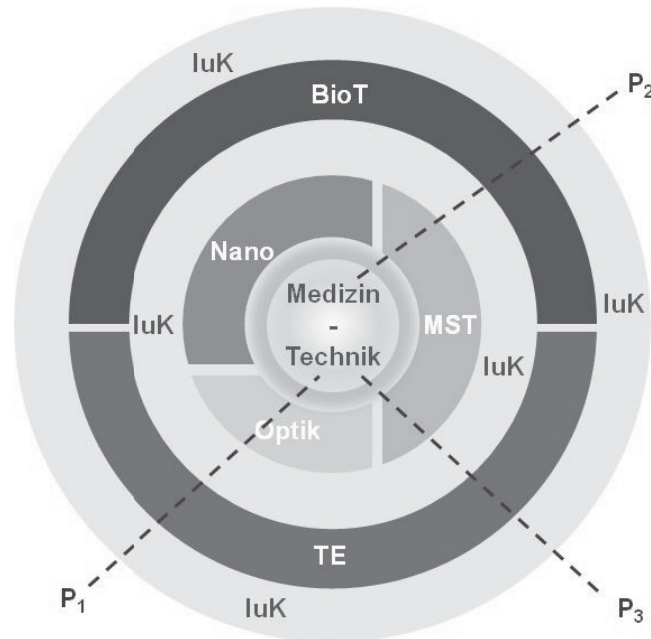 IuK
BioT
P2
Nano
Medizin
-
Technik
IuK
IuK
MST
IuK
Optik
TE
P1
IuK
P3